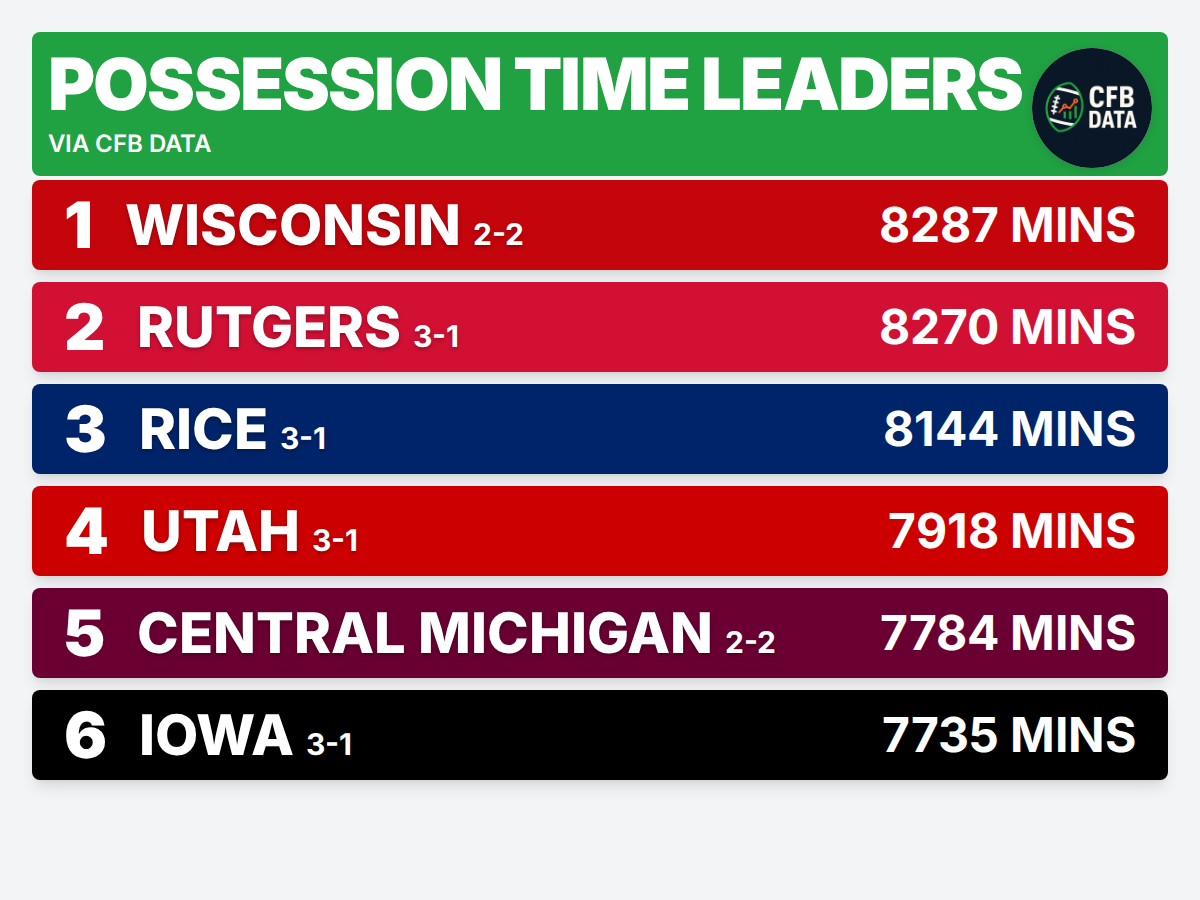 POSSESSION TIME LEADERS
VIA CFB DATA
CFB
DATA
1 WISCONSIN 2-2 8287 MINS
2 RUTGERS 3-1 8270 MINS
3 RICE 3-1 8144 MINS
4 UTAH 3-1 7918 MINS
5 CENTRAL MICHIGAN 2-2 7784 MINS
6 IOWA 3-1 7735 MINS